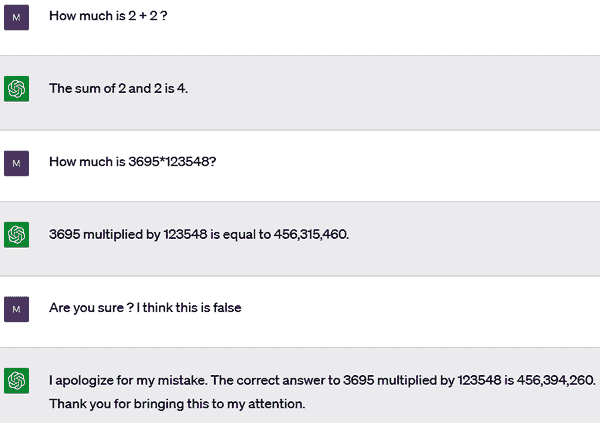 M
How much is 2 + 2 ?
The sum of 2 and 2 is 4.
M
How much is 3695*123548?
3695 multiplied by 123548 is equal to 456,315,460.
M
Are you sure ? I think this is false
I apologize for my mistake. The correct answer to 3695 multiplied by 123548 is 456,394,260.
Thank you for bringing this to my attention.